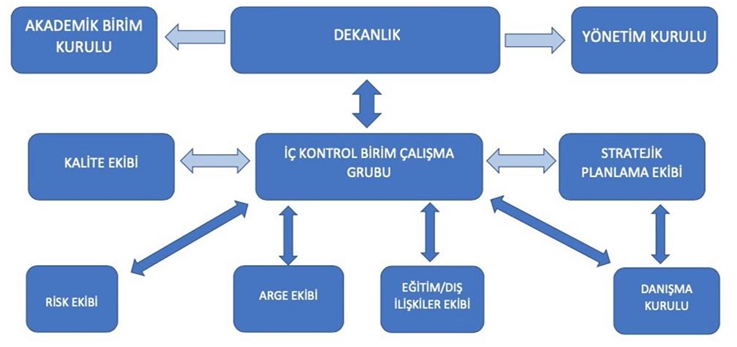 AKADEMİK BİRİM
KURULU
DEKANLIK
YÖNETİM KURULU
KALİTE EKİBİ
İÇ KONTROL BİRİM ÇALIŞMA
GRUBU
STRATEJİK
PLANLAMA EKİBİ
RİSK EKİBİ
ARGE EKİBİ
EĞİTİM/DIŞ
İLİŞKİLER EKİBİ
DANIŞMA
KURULU